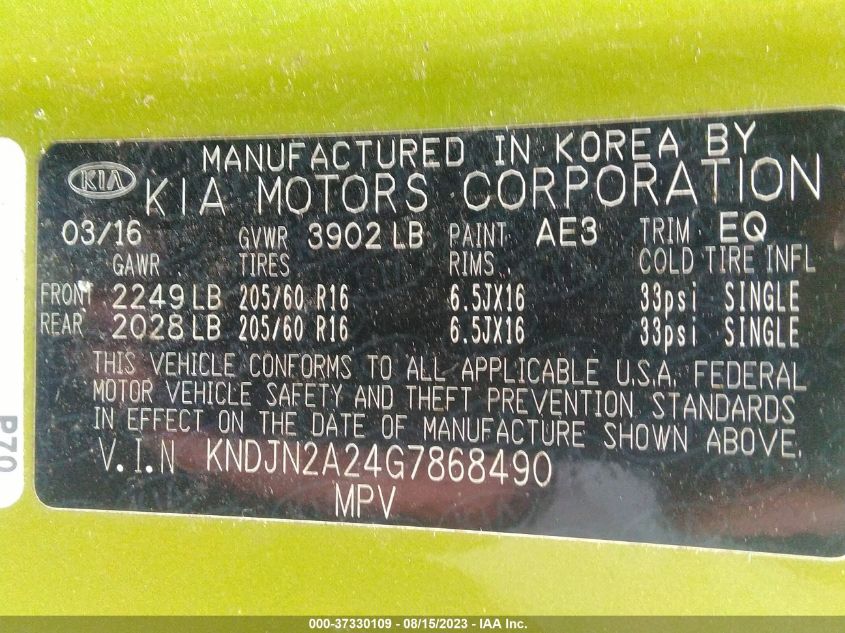 MANUFACTURED IN KOREA BY
KIA KIA MOTORS CORPORATION
03/16 GVWR 3902 LB PAINT AE3 TRIM EQ
GAWR TIRES RIMS COLD TIRE INFL
FRONT 2249 LB 205/60 R16 6.5JX16 33psi SINGLE
REAR 2028 LB 205/60 R16 6.5JX16 33psi SINGLE
THIS VEHICLE CONFORMS TO ALL APPLICABLE U.S.A. FEDERAL
MOTOR VEHICLE SAFETY AND THEFT PREVENTION STANDARDS
IN EFFECT ON THE DATE OF MANUFACTURE SHOWN ABOVE.
V.I.N KNDJN2A24G7868490
MPV
P70
000-37330109 - 08/15/2023 - IAA Inc.